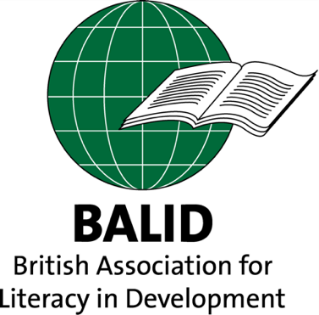 BALID
British Association for
Literacy in Development